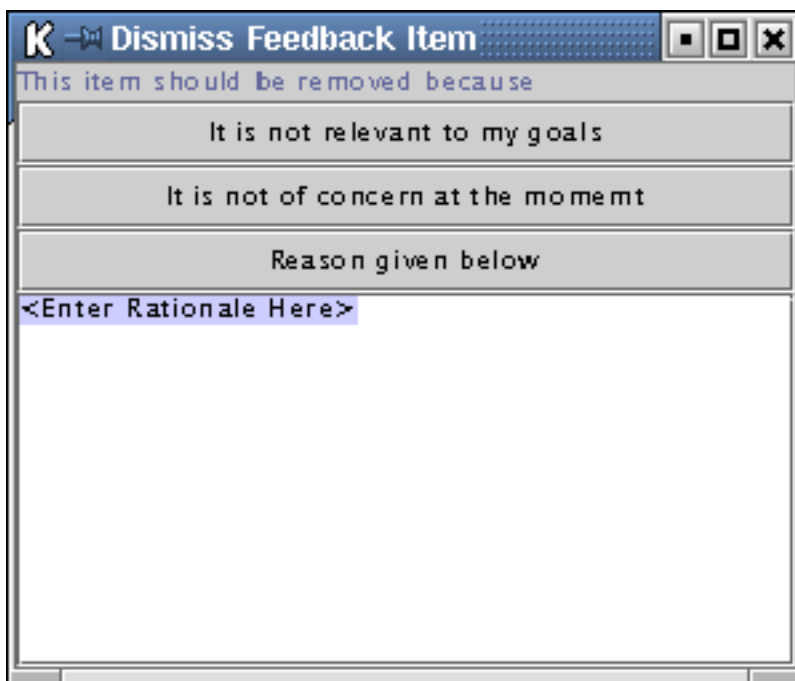 Dismiss Feedback Item
This item should be removed because
It is not relevant to my goals
It is not of concern at the momemt
Reason given below
<Enter Rationale Here>